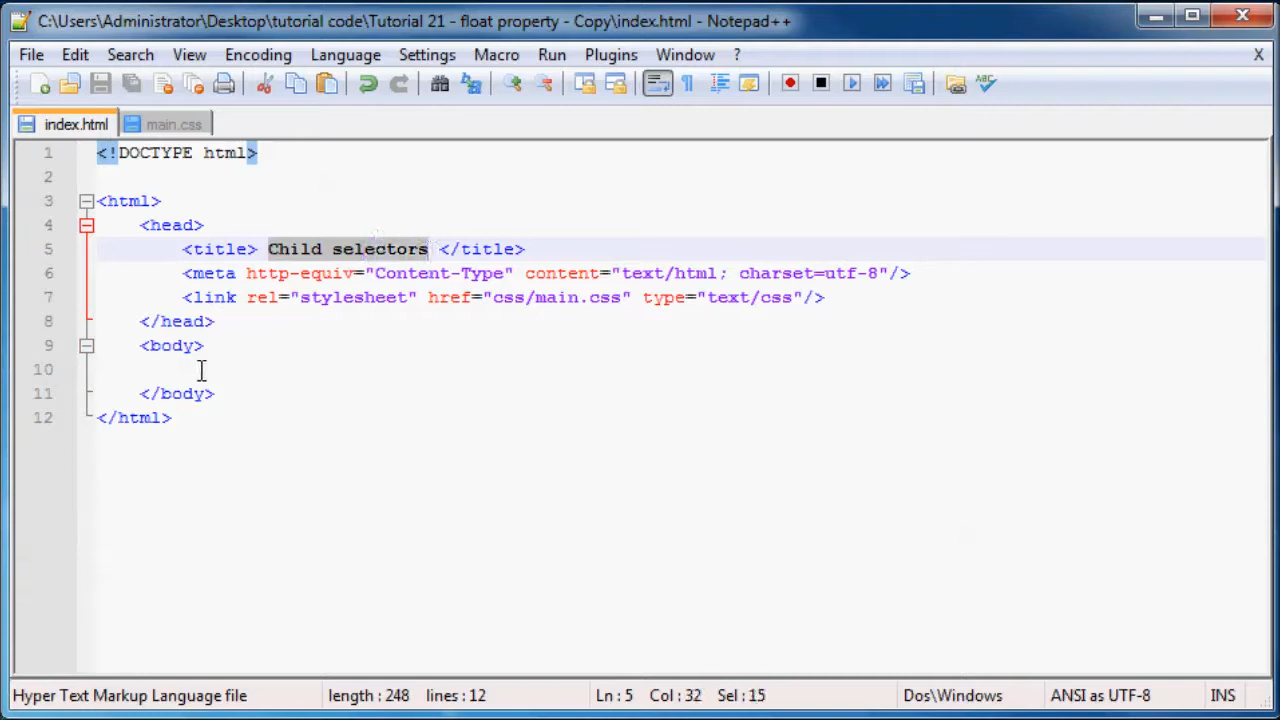 C:\Users\Administrator\Desktop\tutorial code\Tutorial 21 - float property - Copy\index.html - Notepad++
File Edit Search View Encoding Language Settings Macro Run Plugins Window ? X
ABC
index.html main.css
1 <!DOCTYPE html>
2
3 <html>
4 <head>
5 <title> Child selectors </title>
6 <meta http-equiv="Content-Type" content="text/html; charset=utf-8"/>
7 <link rel="stylesheet" href="css/main.css" type="text/css"/>
8 </head>
9 <body>
10
11 </body>
12 </html>
Hyper Text Markup Language file length : 248 lines : 12 Ln : 5 Col : 32 Sel : 15 Dos\Windows ANSI as UTF-8 INS